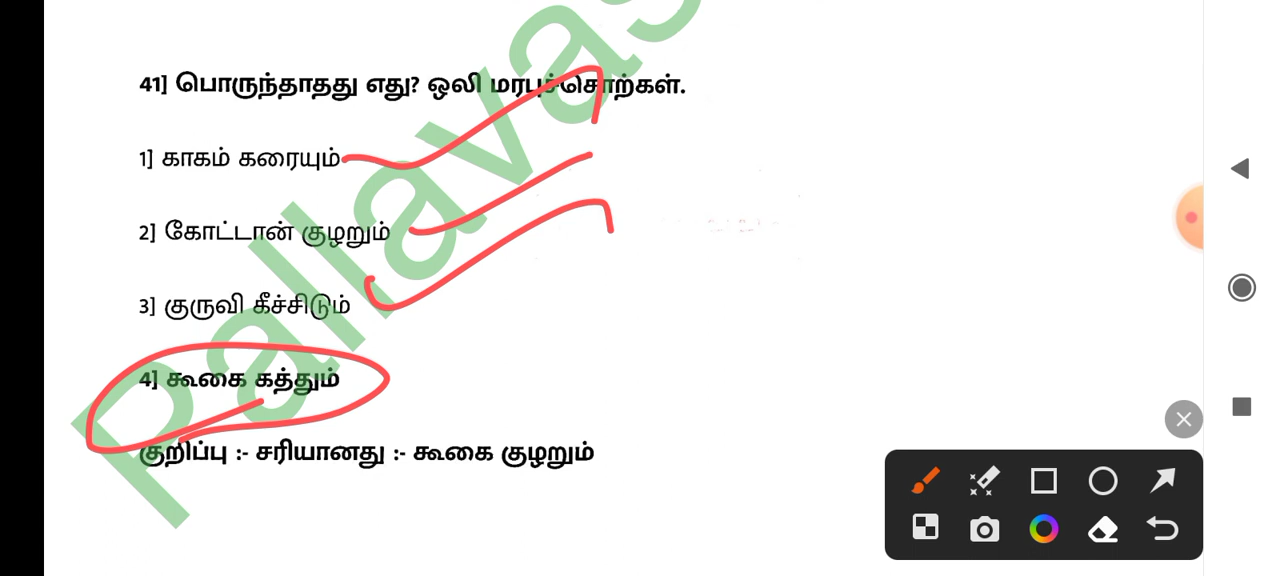 41] பொருந்தாதது எது? ஒலி மரபுச்சொற்கள்.
1] காகம் கரையும்
2] கோட்டான் குழறும்
3] குருவி கீச்சிடும்
4] கூகை கத்தும்
குறிப்பு :- சரியானது :- கூகை குழறும்
Pallavas